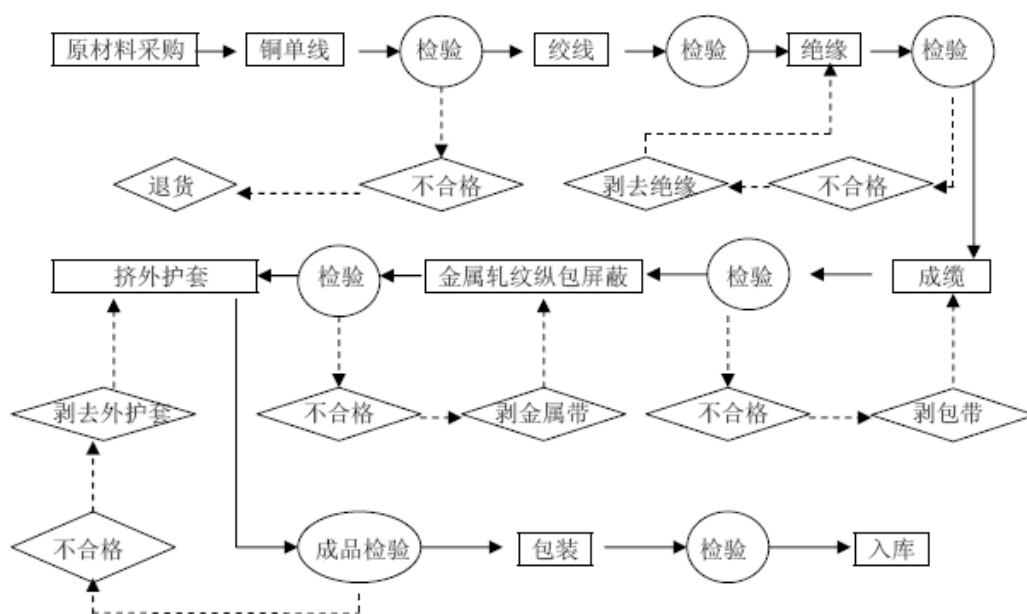 原材料采购
铜单线
检验
绞线
检验
绝缘
检验
退货
不合格
剥去绝缘
不合格
挤外护套
检验
金属轧纹纵包屏蔽
检验
成缆
剥去外护套
不合格
剥金属带
不合格
剥包带
不合格
成品检验
包装
检验
入库